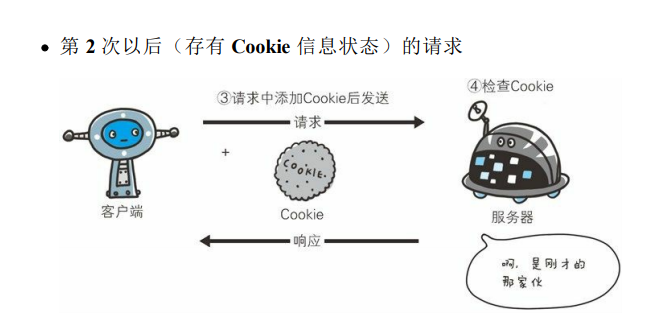 • 第 2 次以后（存有 Cookie 信息状态）的请求
③请求中添加Cookie后发送
④检查Cookie
请求
+
COOKIE.
客户端
Cookie
服务器
响应
啊，是刚才的
那家伙